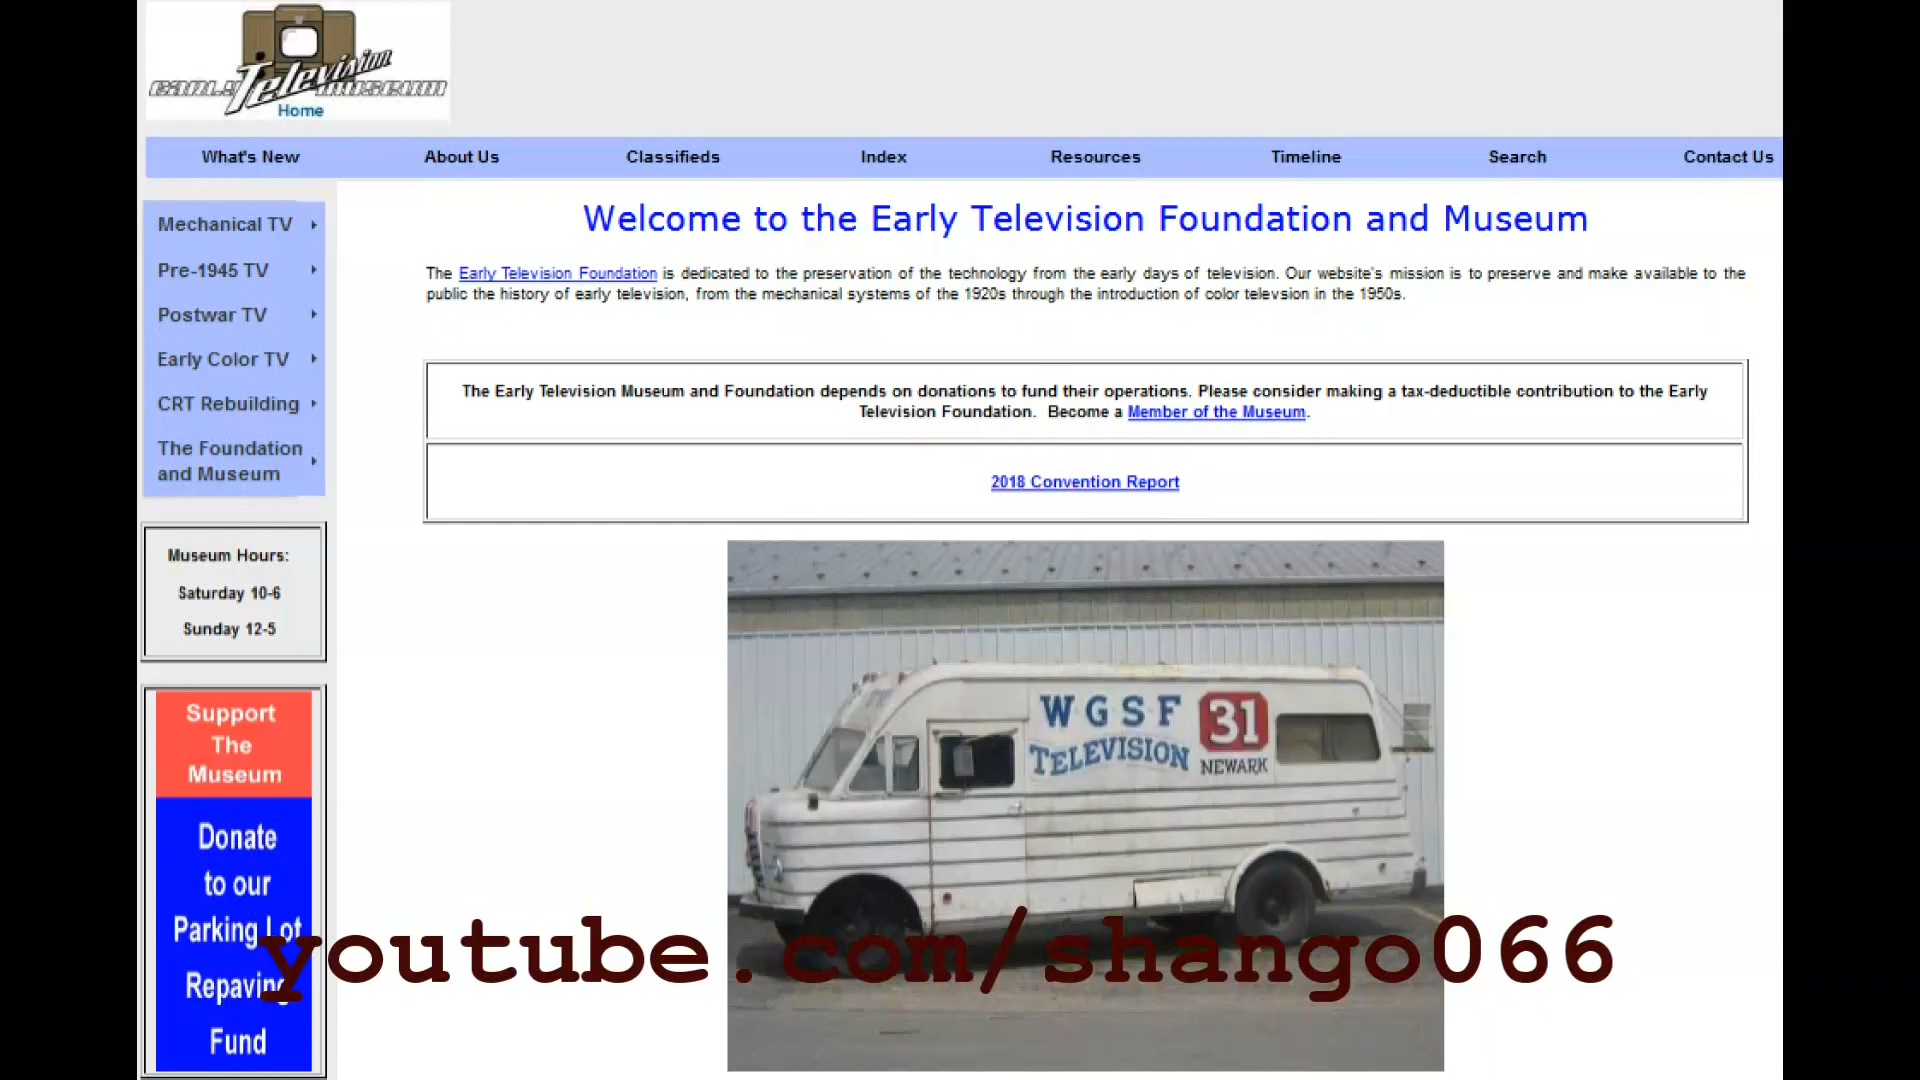 early Television museum
Home
What's New
About Us
Classifieds
Index
Resources
Timeline
Search
Contact Us
Mechanical TV
Pre-1945 TV
Postwar TV
Early Color TV
CRT Rebuilding
The Foundation
and Museum
Museum Hours:
Saturday 10-6
Sunday 12-5
Support
The
Museum
Donate
to our
Parking Lot
Repaving
Fund
Welcome to the Early Television Foundation and Museum
The Early Television Foundation is dedicated to the preservation of the technology from the early days of television. Our website's mission is to preserve and make available to the
public the history of early television, from the mechanical systems of the 1920s through the introduction of color televsion in the 1950s.
The Early Television Museum and Foundation depends on donations to fund their operations. Please consider making a tax-deductible contribution to the Early
Television Foundation. Become a Member of the Museum.
2018 Convention Report
WGSF 31
TELEVISION NEWARK
youtube.com/shango066